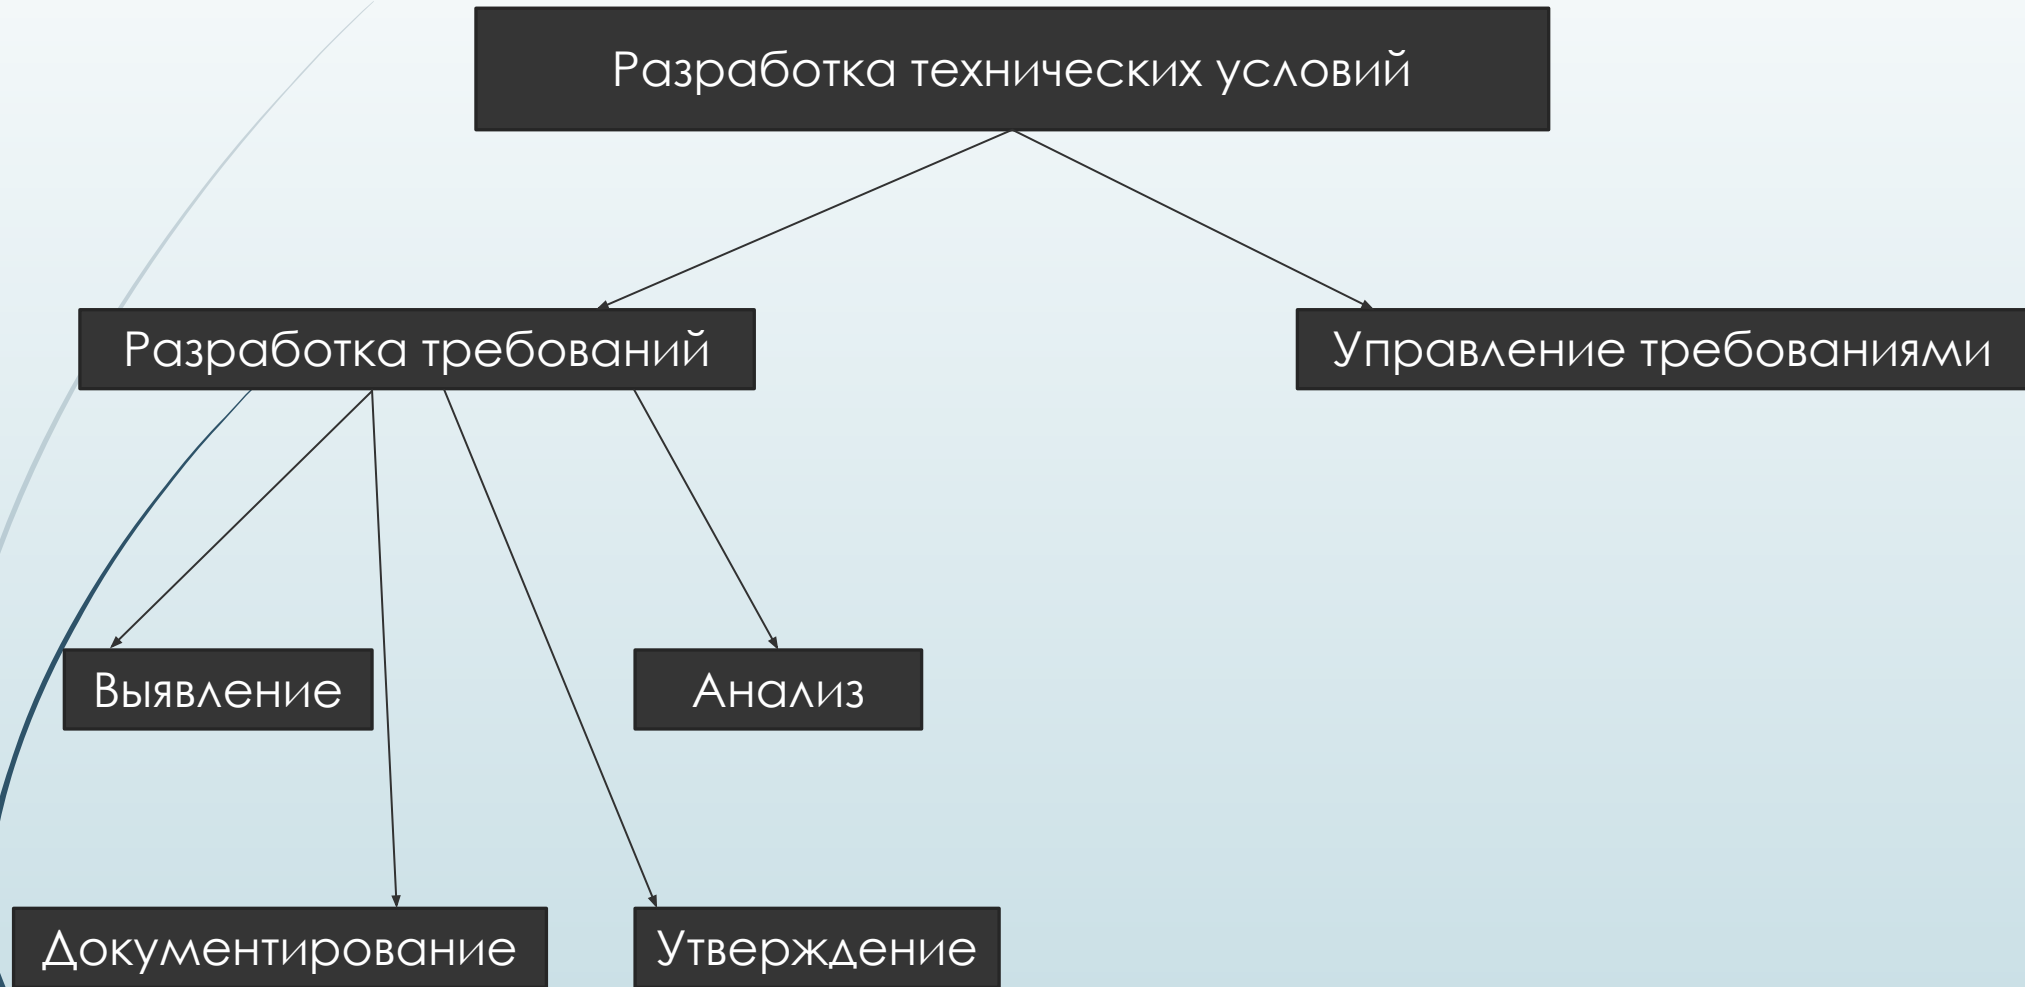 Разработка технических условий
Разработка требований
Управление требованиями
Выявление
Анализ
Документирование
Утверждение